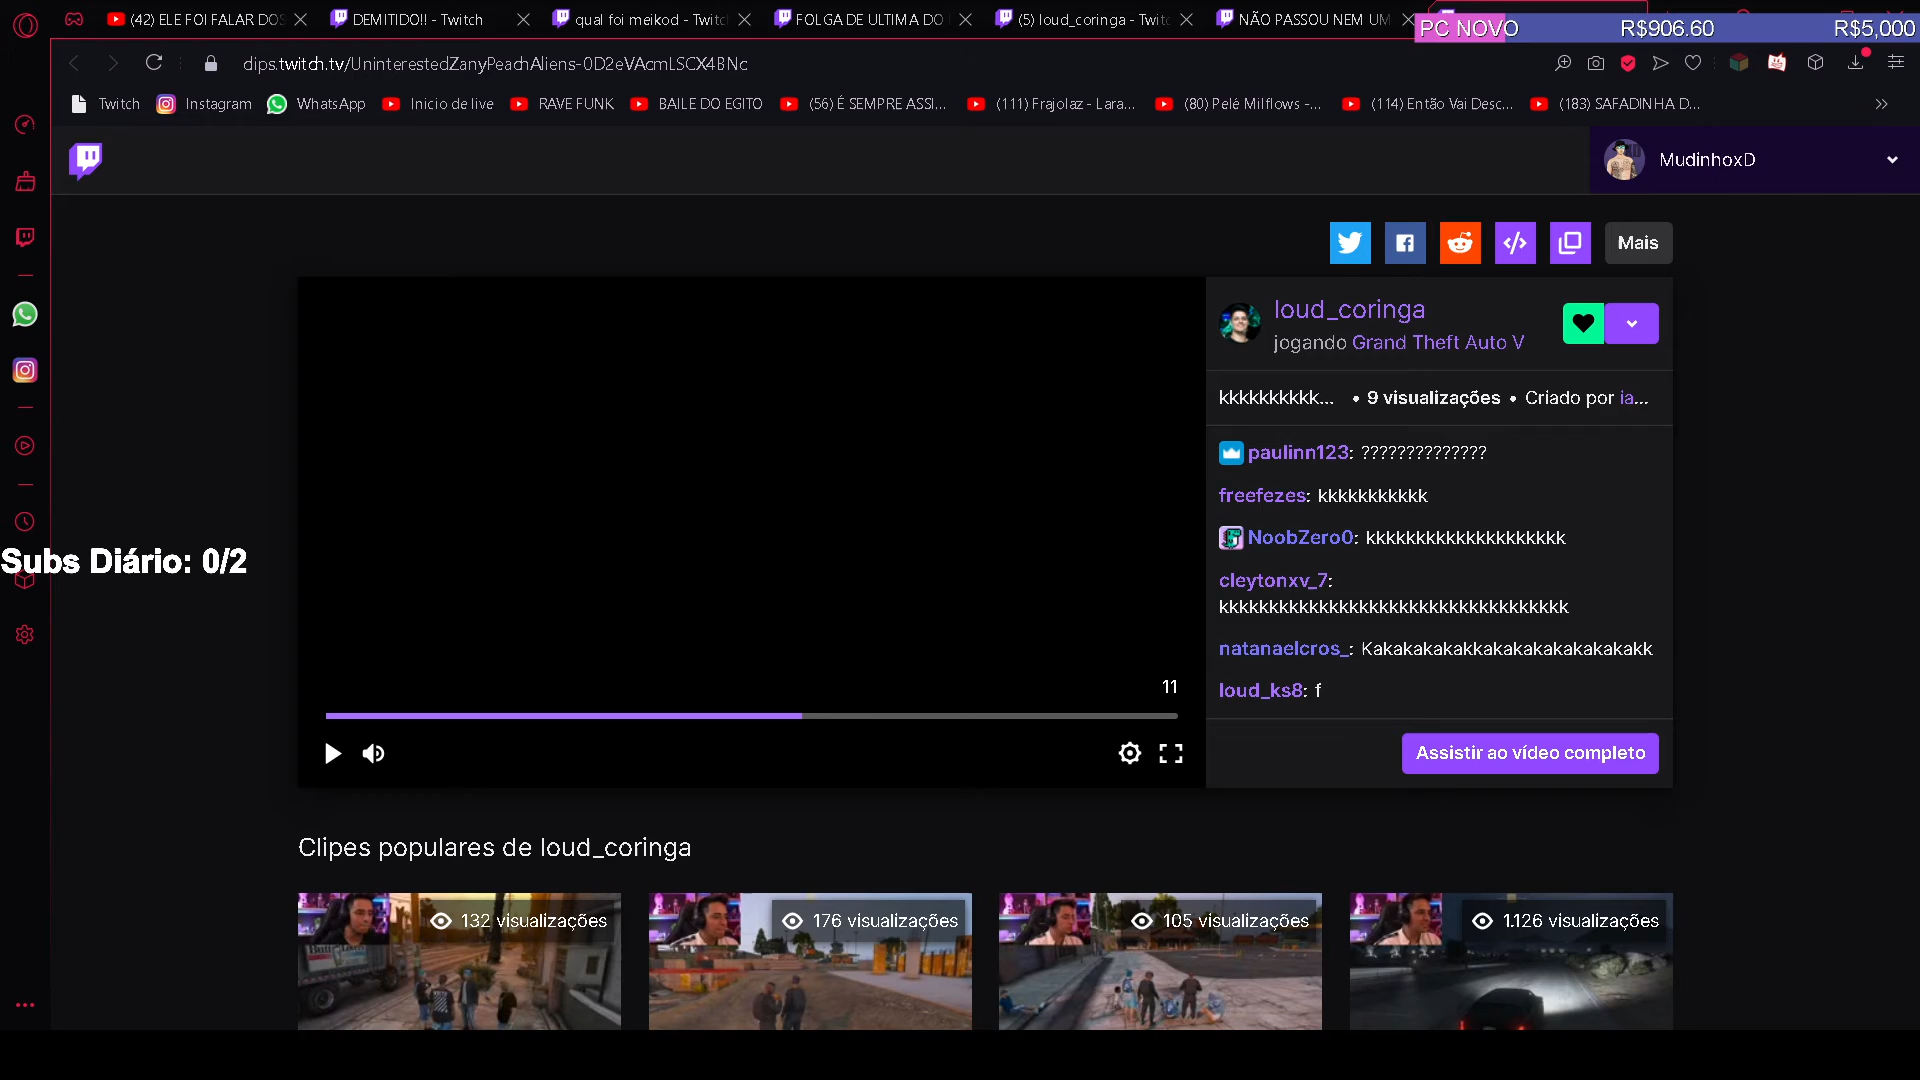 (42) ELE FOI FALAR DOS
DEMITIDO!! - Twitch
qual foi meikod - Twitc
FOLGA DE ULTIMA DO
(5) loud_coringa - Twitc
NÃO PASSOU NEM UM
PC NOVO R$906.60 R$5,000
clips.twitch.tv/UninterestedZanyPeachAliens-0D2eVAcmLSCX4BNc
Twitch
Instagram
WhatsApp
Inicio de live
RAVE FUNK
BAILE DO EGITO
(56) É SEMPRE ASSI...
(111) Frajolaz - Lara...
(80) Pelé Milflows -...
(114) Então Vai Desc...
(183) SAFADINHA D...
MudinhoxD
Mais
loud_coringa
jogando Grand Theft Auto V
kkkkkkkkkk... • 9 visualizações • Criado por ia...
paulinn123: ??????????????
freefezes: kkkkkkkkkkk
NoobZero0: kkkkkkkkkkkkkkkkkkkk
cleytonxv_7:
kkkkkkkkkkkkkkkkkkkkkkkkkkkkkkkkkkk
natanaelcros_: Kakakakakakkakakakakakakakk
loud_ks8: f
Subs Diário: 0/2
11
Assistir ao vídeo completo
Clipes populares de loud_coringa
132 visualizações
176 visualizações
105 visualizações
1.126 visualizações